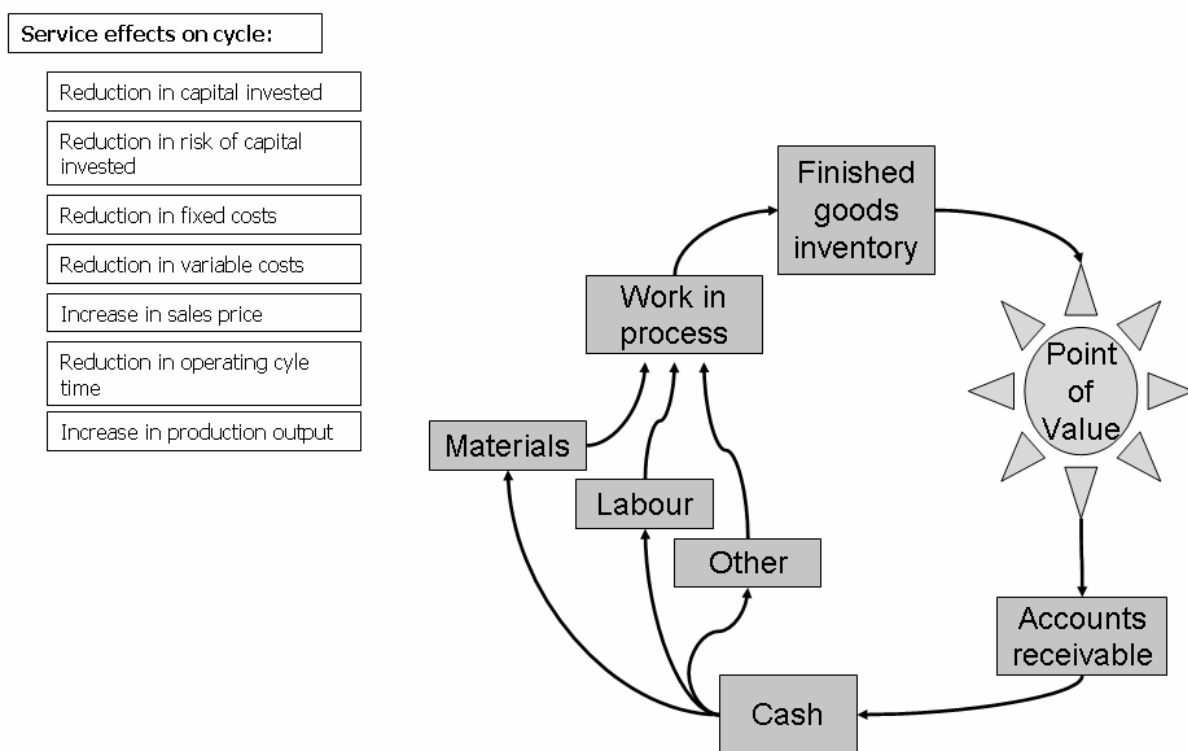 Service effects on cycle:
Reduction in capital invested
Reduction in risk of capital
invested
Reduction in fixed costs
Reduction in variable costs
Increase in sales price
Reduction in operating cyle
time
Increase in production output
Finished
goods
inventory
Work in
process
Point
of
Value
Materials
Labour
Other
Accounts
receivable
Cash